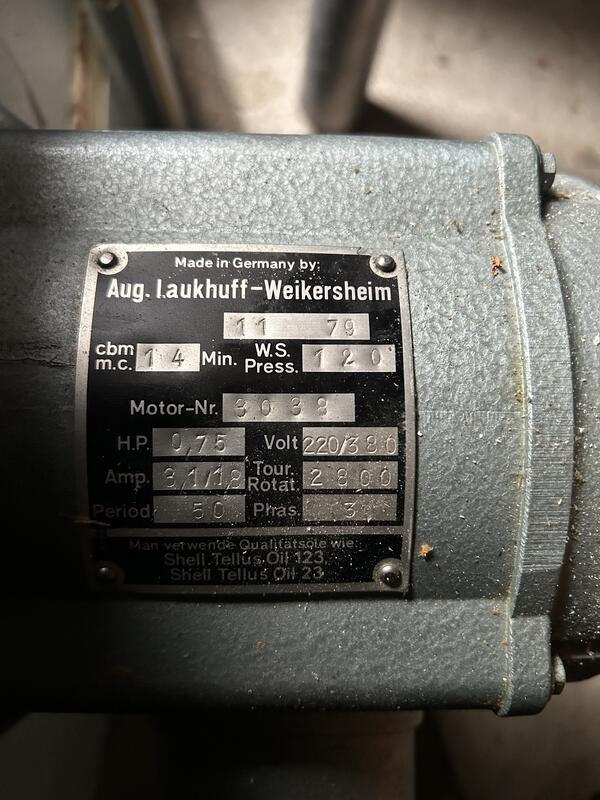 Made in Germany by:
Aug. Laukhuff-Weikersheim
11 79
cbm m.c. 14 Min. W.S. Press. 120
Motor-Nr. 3038
H.P. 0,75 Volt 220/380
Amp. 3,1/1,8 Tour. Rotat. 2800
Period 50 Phas. 3
Man verwende Qualitätsöle wie:
Shell Tellus Oil 123,
Shell Tellus Oil 23